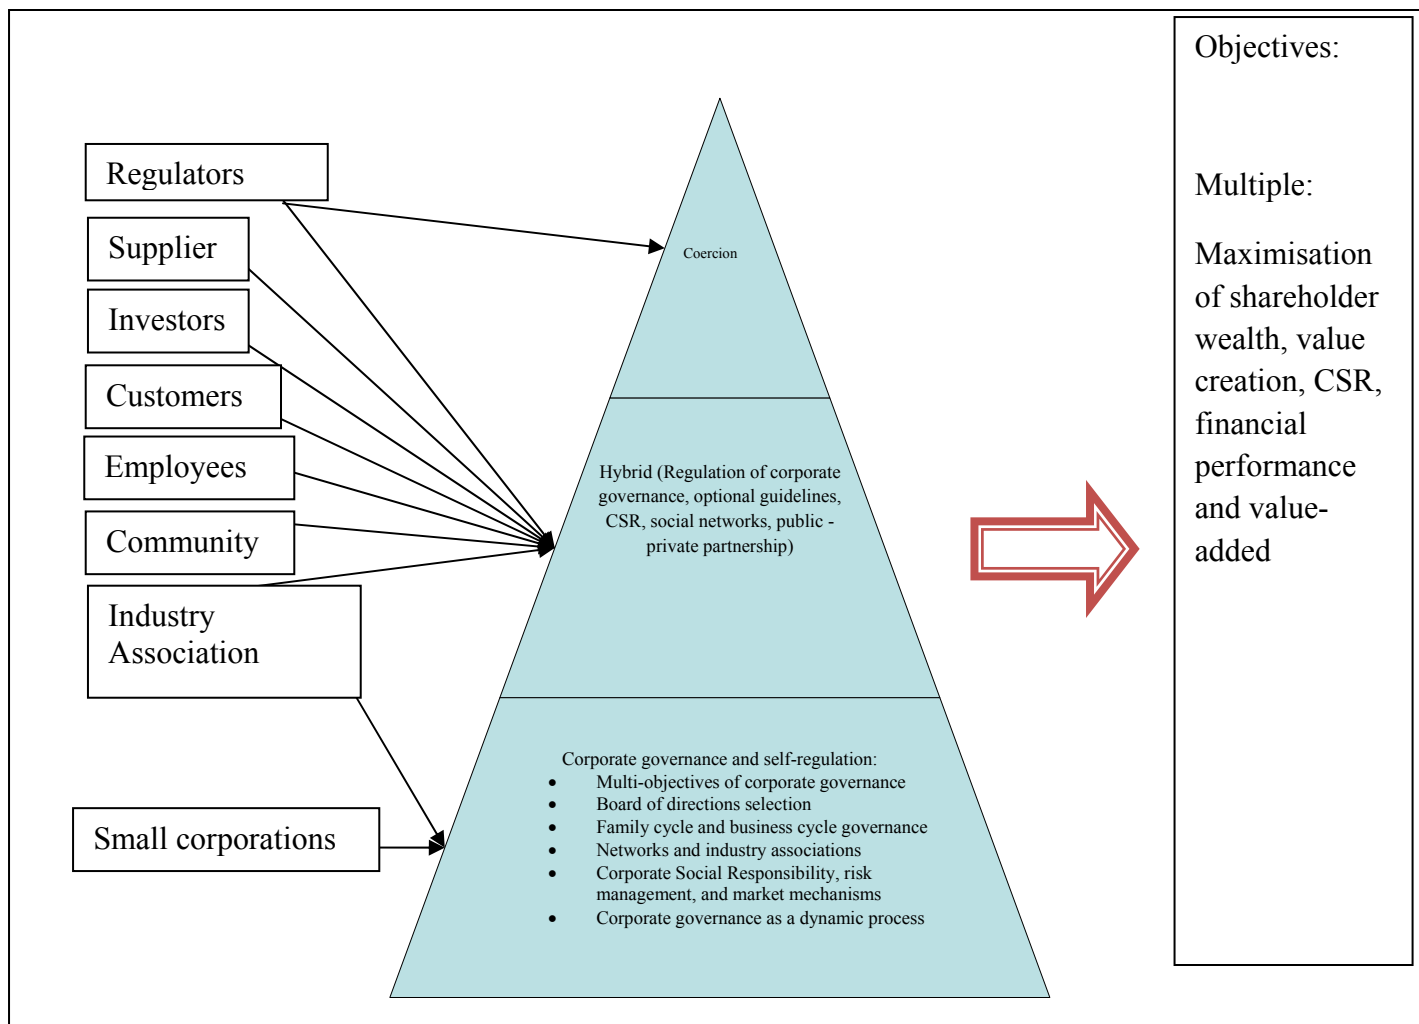 Regulators
Supplier
Investors
Customers
Employees
Community
Industry
Association
Small corporations
Coercion
Hybrid (Regulation of corporate
governance, optional guidelines,
CSR, social networks, public -
private partnership)
Corporate governance and self-regulation:
• Multi-objectives of corporate governance
• Board of directions selection
• Family cycle and business cycle governance
• Networks and industry associations
• Corporate Social Responsibility, risk
management, and market mechanisms
• Corporate governance as a dynamic process
Objectives:
Multiple:
Maximisation
of shareholder
wealth, value
creation, CSR,
financial
performance
and value-
added